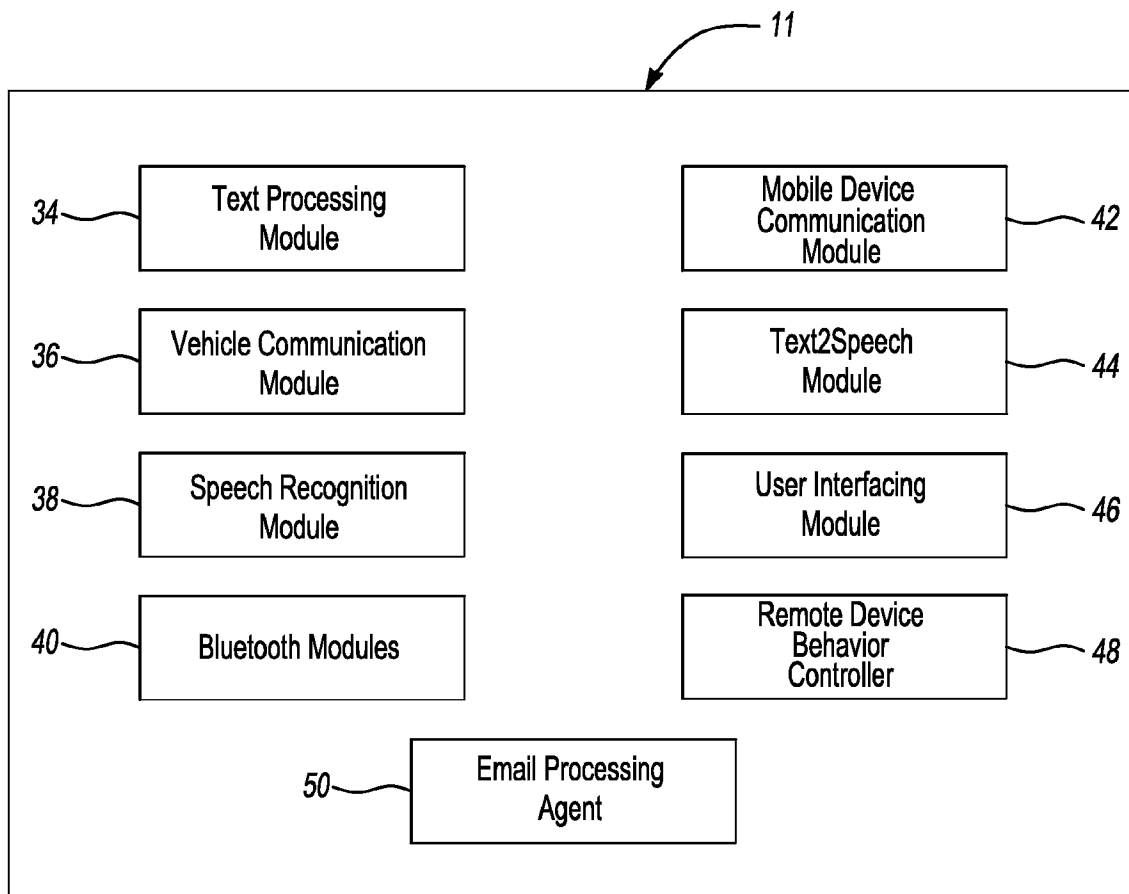 11
34
Text Processing
Module
Mobile Device
Communication
Module
42
36
Vehicle Communication
Module
Text2Speech
Module
44
38
Speech Recognition
Module
User Interfacing
Module
46
40
Bluetooth Modules
Remote Device
Behavior
Controller
48
50
Email Processing
Agent